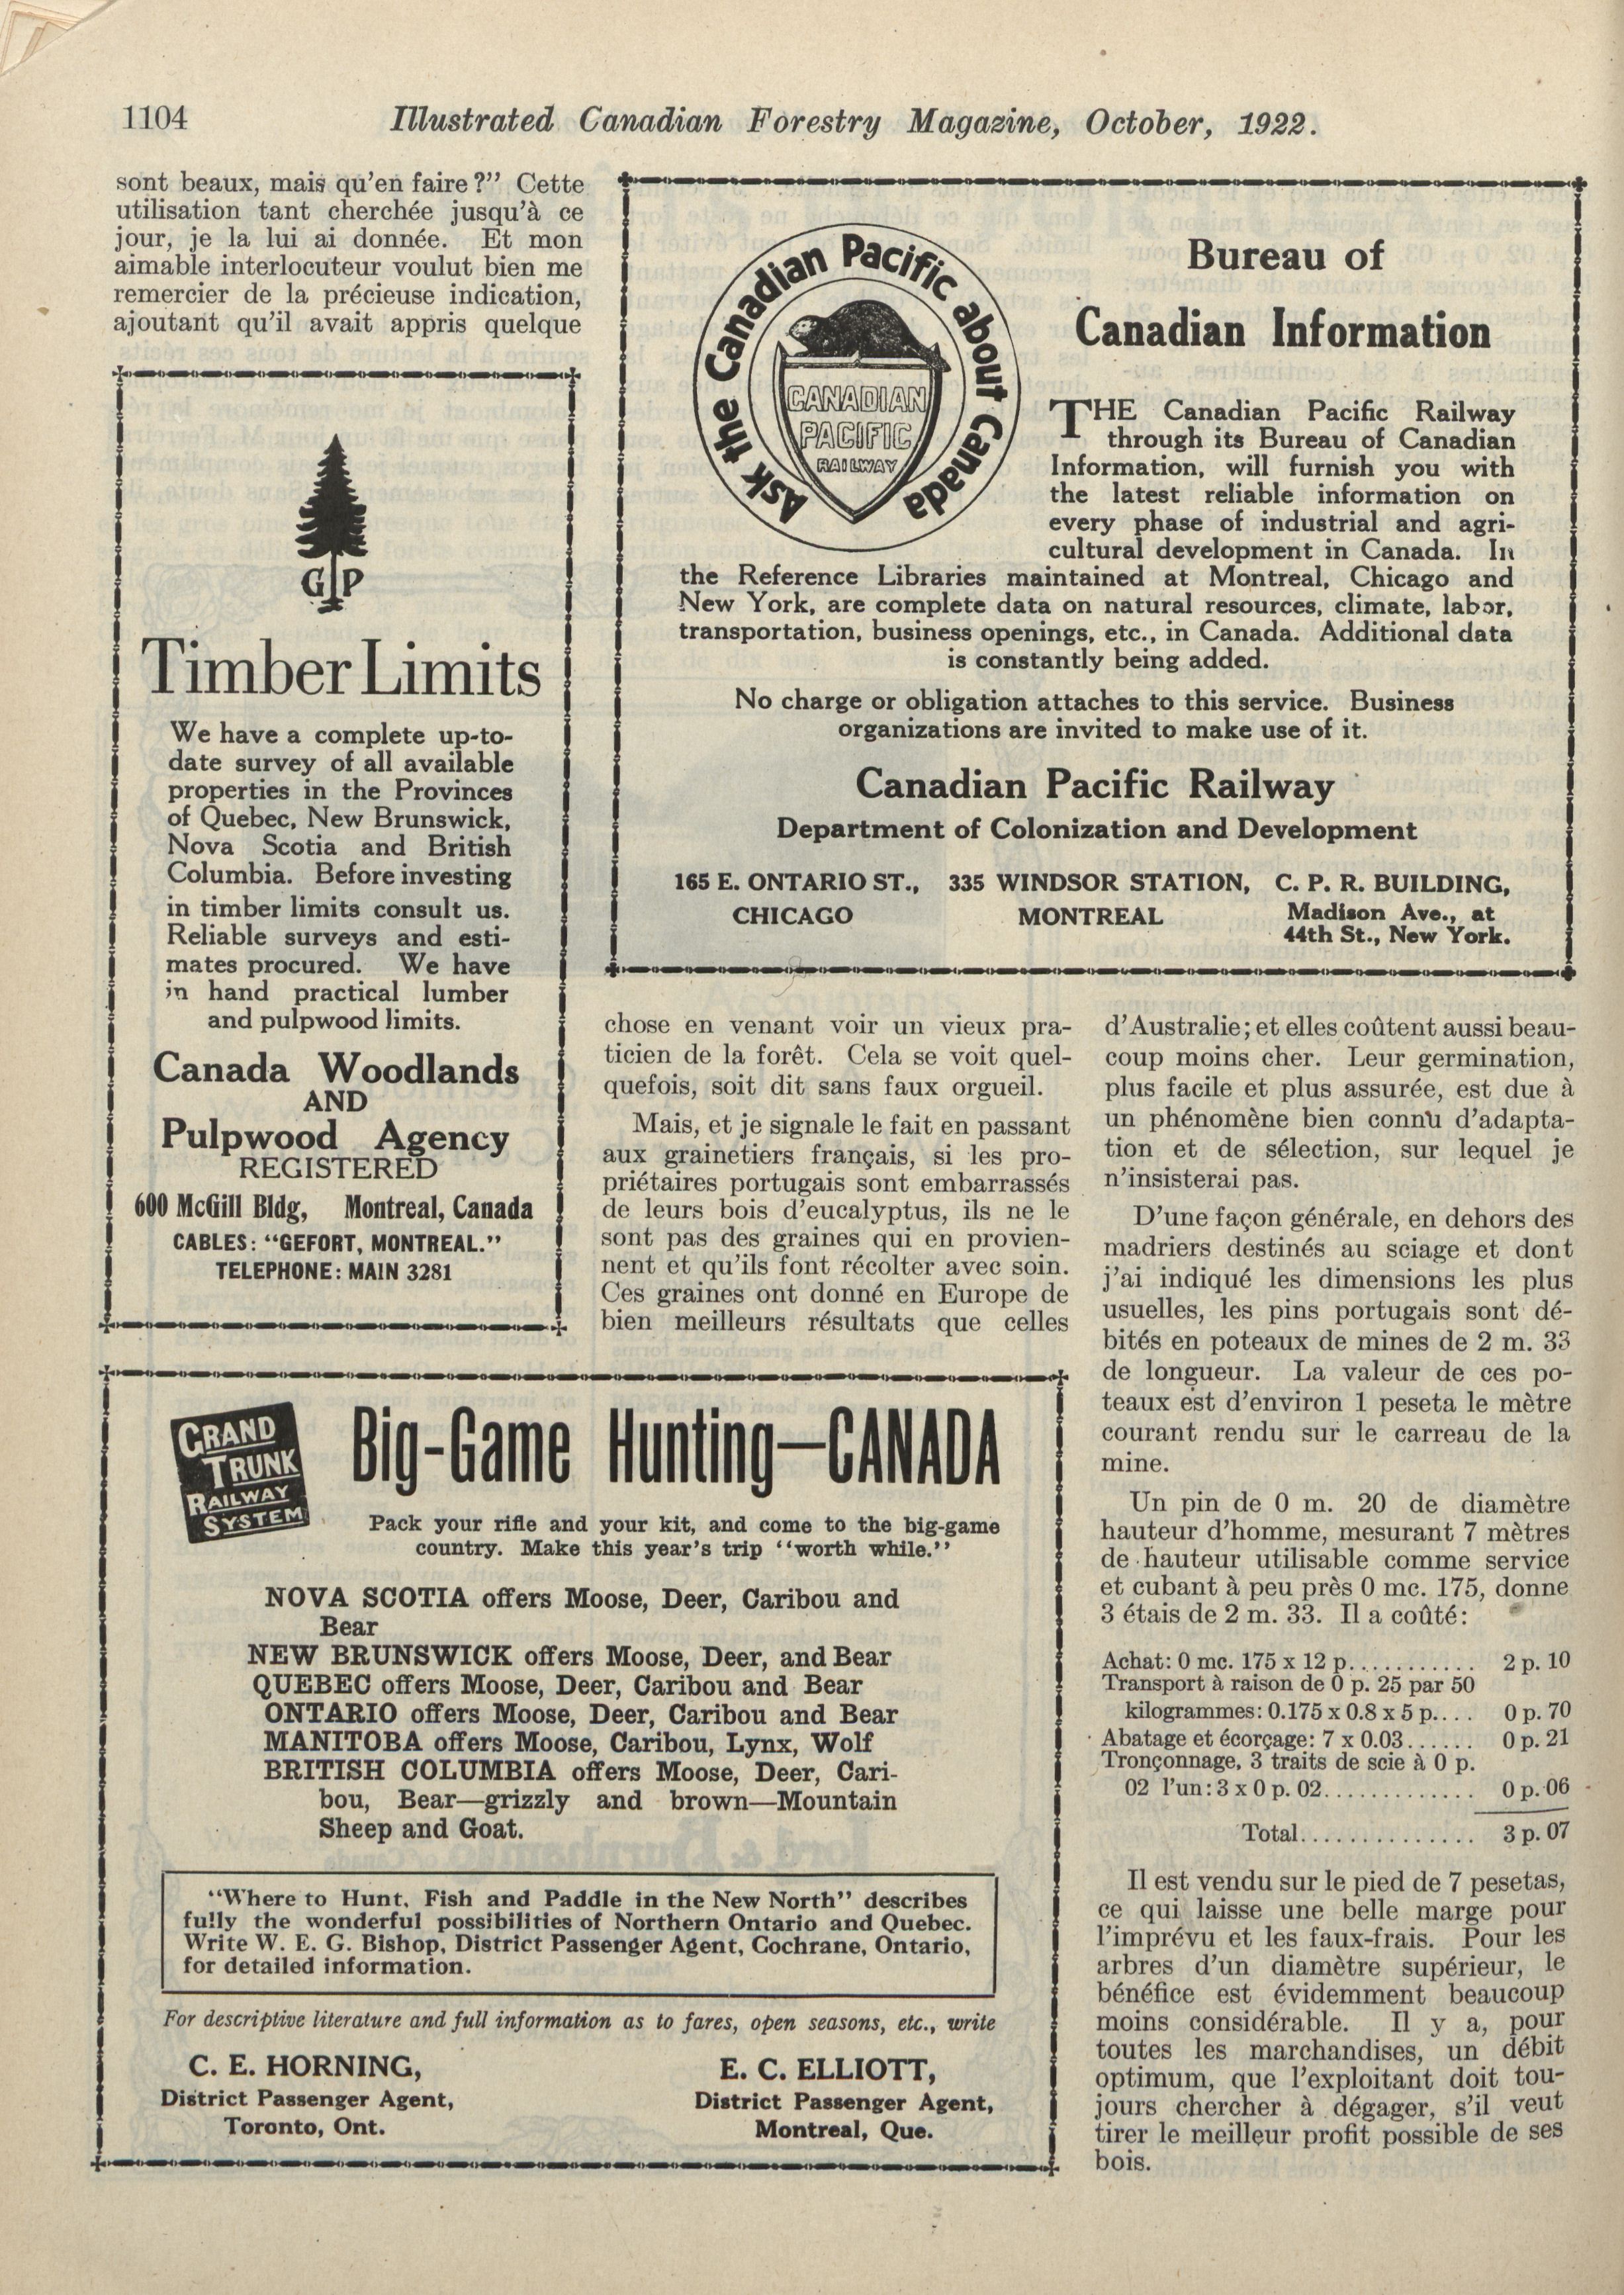 1104
Illustrated Canadian Forestry Magazine, October, 1922.
sont beaux, mais qu'en faire?" Cette
utilisation tant cherchée jusqu'à ce
jour, je la lui ai donnée. Et mon
aimable interlocuteur voulut bien me
remercier de la précieuse indication,
ajoutant qu'il avait appris quelque
G P
Timber Limits
We have a complete up-to-
date survey of all available
properties in the Provinces
of Quebec, New Brunswick,
Nova Scotia and British
Columbia. Before investing
in timber limits consult us.
Reliable surveys and esti-
mates procured. We have
in hand practical lumber
and pulpwood limits.
Canada Woodlands
AND
Pulpwood Agency
REGISTERED
600 McGill Bldg, Montreal, Canada
CABLES: "GEFORT, MONTREAL."
TELEPHONE: MAIN 3281
Ask the Canadian Pacific about Canada
CANADIAN
PACIFIC
RAILWAY
Bureau of
Canadian Information
THE Canadian Pacific Railway
through its Bureau of Canadian
Information, will furnish you with
the latest reliable information on
every phase of industrial and agri-
cultural development in Canada. In
the Reference Libraries maintained at Montreal, Chicago and
New York, are complete data on natural resources, climate, labor,
transportation, business openings, etc., in Canada. Additional data
is constantly being added.
No charge or obligation attaches to this service. Business
organizations are invited to make use of it.
Canadian Pacific Railway
Department of Colonization and Development
165 E. ONTARIO ST.,
CHICAGO
335 WINDSOR STATION,
MONTREAL
C. P. R. BUILDING,
Madison Ave., at
44th St., New York.
chose en venant voir un vieux pra-
ticien de la forêt. Cela se voit quel-
quefois, soit dit sans faux orgueil.
Mais, et je signale le fait en passant
aux grainetiers français, si les pro-
priétaires portugais sont embarrassés
de leurs bois d'eucalyptus, ils ne le
sont pas des graines qui en provien-
nent et qu'ils font récolter avec soin.
Ces graines ont donné en Europe de
bien meilleurs résultats que celles
d'Australie; et elles coûtent aussi beau-
coup moins cher. Leur germination,
plus facile et plus assurée, est due à
un phénomène bien connu d'adapta-
tion et de sélection, sur lequel je
n'insisterai pas.
D'une façon générale, en dehors des
madriers destinés au sciage et dont
j'ai indiqué les dimensions les plus
usuelles, les pins portugais sont dé-
bités en poteaux de mines de 2 m. 33
de longueur. La valeur de ces po-
teaux est d'environ 1 peseta le mètre
courant rendu sur le carreau de la
mine.
Un pin de 0 m. 20 de diamètre
hauteur d'homme, mesurant 7 mètres
de hauteur utilisable comme service
et cubant à peu près 0 mc. 175, donne
3 étais de 2 m. 33. Il a coûté:
Achat: 0 mc. 175 x 12 p........... 2 p. 10
Transport à raison de 0 p. 25 par 50
kilogrammes: 0.175 x 0.8 x 5 p.... 0 p. 70
Abatage et écorçage: 7 x 0.03...... 0 p. 21
Tronçonnage, 3 traits de scie à 0 p.
02 l'un: 3 x 0 p. 02............. 0 p. 06
Total............... 3 p. 07
Il est vendu sur le pied de 7 pesetas,
ce qui laisse une belle marge pour
l'imprévu et les faux-frais. Pour les
arbres d'un diamètre supérieur, le
bénéfice est évidemment beaucoup
moins considérable. Il y a, pour
toutes les marchandises, un débit
optimum, que l'exploitant doit tou-
jours chercher à dégager, s'il veut
tirer le meilleur profit possible de ses
bois.
GRAND
TRUNK
RAILWAY
SYSTEM
Big-Game Hunting—CANADA
Pack your rifle and your kit, and come to the big-game
country. Make this year's trip "worth while."
NOVA SCOTIA offers Moose, Deer, Caribou and
Bear
NEW BRUNSWICK offers Moose, Deer, and Bear
QUEBEC offers Moose, Deer, Caribou and Bear
ONTARIO offers Moose, Deer, Caribou and Bear
MANITOBA offers Moose, Caribou, Lynx, Wolf
BRITISH COLUMBIA offers Moose, Deer, Cari-
bou, Bear—grizzly and brown—Mountain
Sheep and Goat.
"Where to Hunt, Fish and Paddle in the New North" describes
fully the wonderful possibilities of Northern Ontario and Quebec.
Write W. E. G. Bishop, District Passenger Agent, Cochrane, Ontario,
for detailed information.
For descriptive literature and full information as to fares, open seasons, etc., write
C. E. HORNING,
District Passenger Agent,
Toronto, Ont.
E. C. ELLIOTT,
District Passenger Agent,
Montreal, Que.